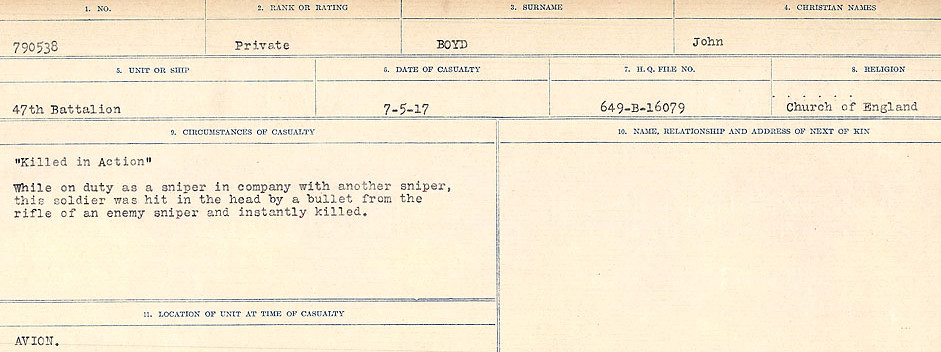 1. NO.
2. RANK OR RATING
3. SURNAME
4. CHRISTIAN NAMES
790538
Private
BOYD
John
5. UNIT OR SHIP
6. DATE OF CASUALTY
7. H. Q. FILE NO.
8. RELIGION
47th Battalion
7-5-17
649-B-16079
Church of England
9. CIRCUMSTANCES OF CASUALTY
"Killed in Action"
While on duty as a sniper in company with another sniper,
this soldier was hit in the head by a bullet from the
rifle of an enemy sniper and instantly killed.
10. NAME, RELATIONSHIP AND ADDRESS OF NEXT OF KIN
11. LOCATION OF UNIT AT TIME OF CASUALTY
AVION.